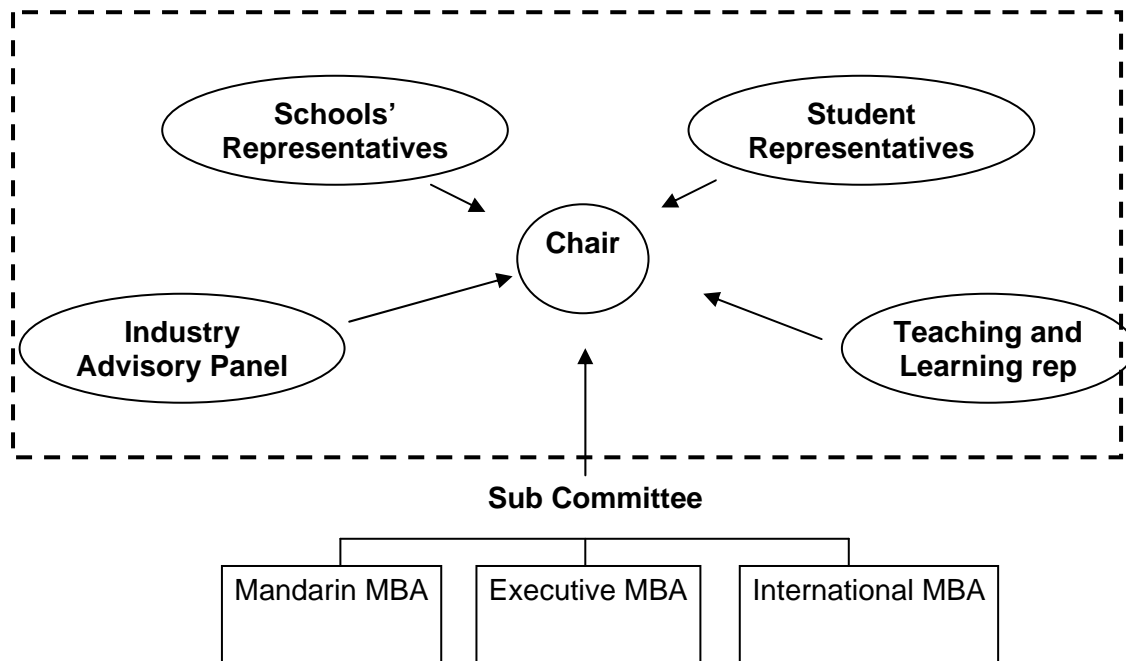 Schools’
Representatives
Student
Representatives
Chair
Industry
Advisory Panel
Teaching and
Learning rep
Sub Committee
Mandarin MBA
Executive MBA
International MBA